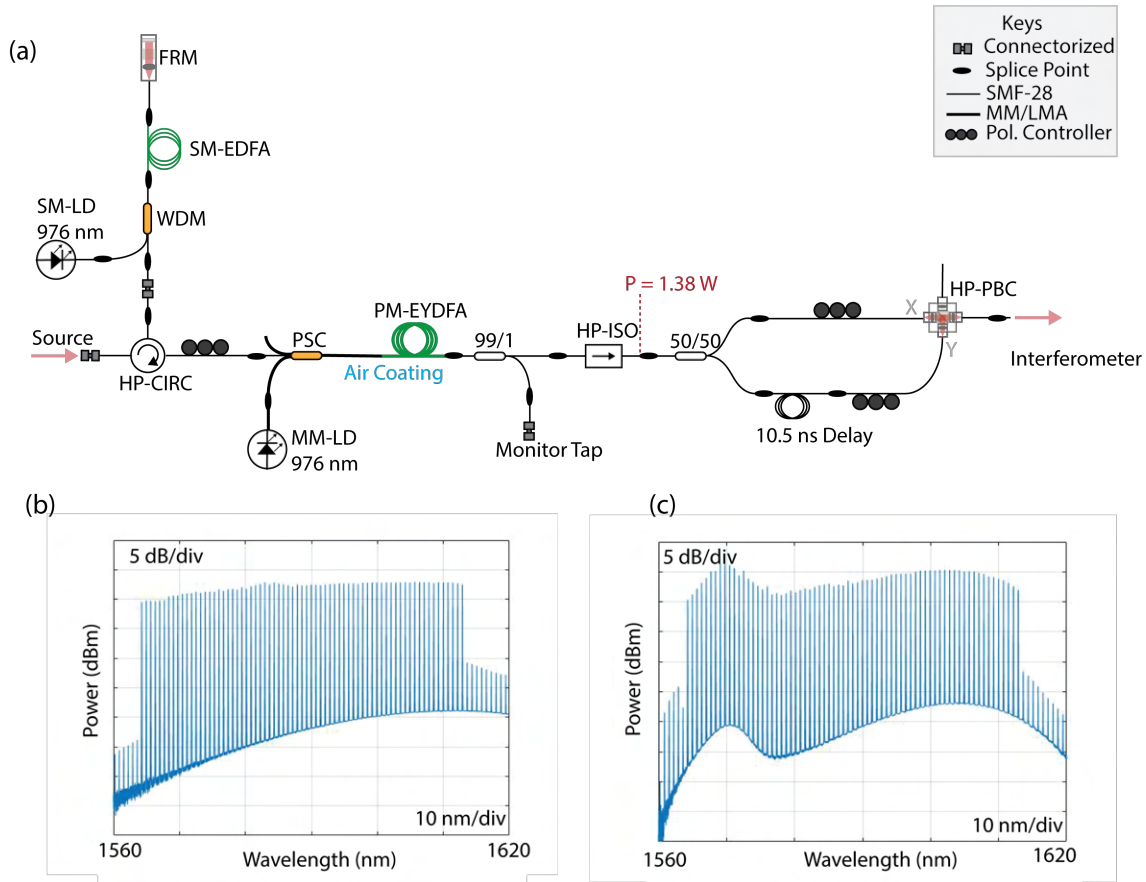 (a)
FRM
SM-EDFA
SM-LD
976 nm
WDM
Source
HP-CIRC
PSC
MM-LD
976 nm
PM-EYDFA
Air Coating
99/1
Monitor Tap
HP-ISO
P = 1.38 W
50/50
10.5 ns Delay
X
Y
HP-PBC
Interferometer
Keys
Connectorized
Splice Point
SMF-28
MM/LMA
Pol. Controller
(b)
5 dB/div
Power (dBm)
10 nm/div
1560
Wavelength (nm)
1620
(c)
5 dB/div
Power (dBm)
10 nm/div
1560
Wavelength (nm)
1620